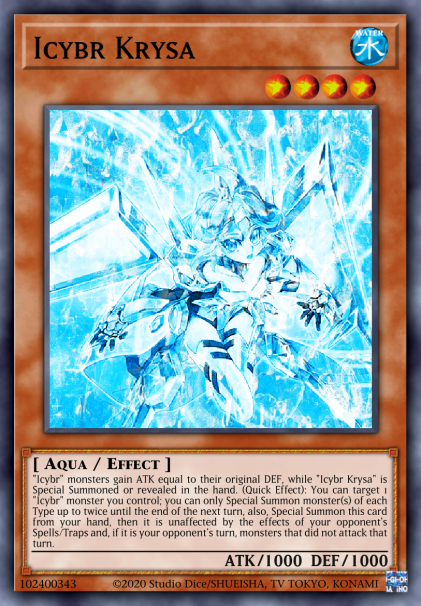 Icybr Krysa
WATER
水
[ Aqua / Effect ]
"Icybr" monsters gain ATK equal to their original DEF, while "Icybr Krysa" is
Special Summoned or revealed in the hand. (Quick Effect): You can target 1
"Icybr" monster you control; you can only Special Summon monster(s) of each
Type up to twice until the end of the next turn, also, Special Summon this card
from your hand, then it is unaffected by the effects of your opponent's
Spells/Traps and, if it is your opponent's turn, monsters that did not attack that
turn.
ATK/1000 DEF/1000
102400343 ©2020 Studio Dice/SHUEISHA, TV TOKYO, KONAMI